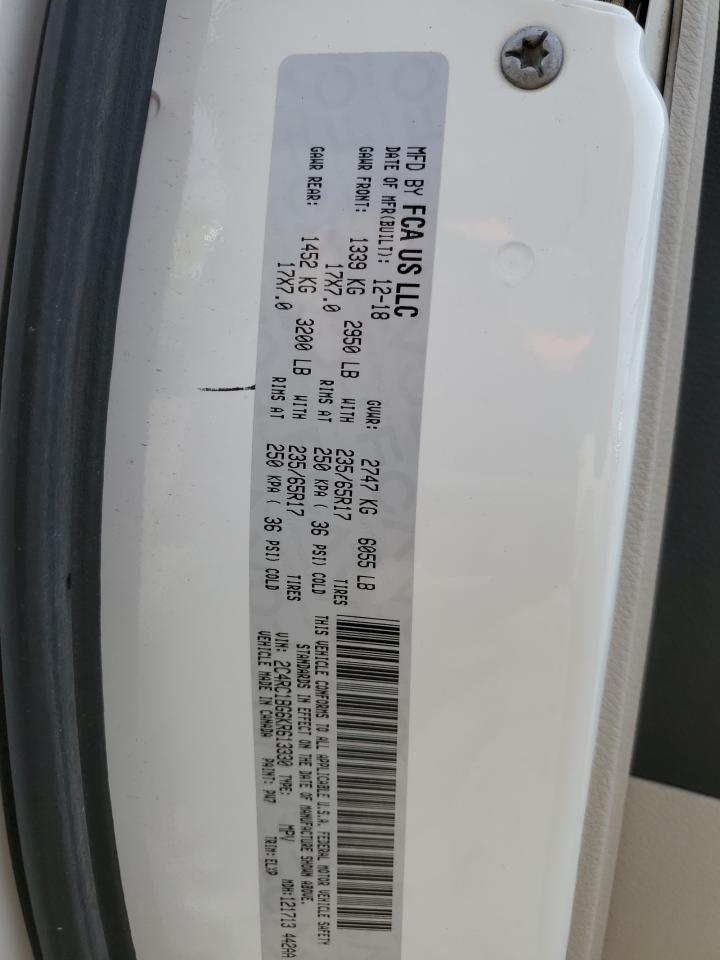 MFD BY FCA US LLC
DATE OF MFR(BUILT): 12-18 GVWR: 2747 KG 6055 LB
GAWR FRONT: 1339 KG 2950 LB WITH 235/65R17 TIRES
17X7.0 RIMS AT 250 KPA ( 36 PSI) COLD
GAWR REAR: 1452 KG 3200 LB WITH 235/65R17 TIRES
17X7.0 RIMS AT 250 KPA ( 36 PSI) COLD
THIS VEHICLE CONFORMS TO ALL APPLICABLE U.S.A. FEDERAL MOTOR VEHICLE SAFETY
STANDARDS IN EFFECT ON THE DATE OF MANUFACTURE SHOWN ABOVE.
VIN: 2C4RC1BG6KR613330 TYPE: MPV MDH: 121713 442AA
VEHICLE MADE IN CANADA PAINT: PW7 TRIM: ELXP